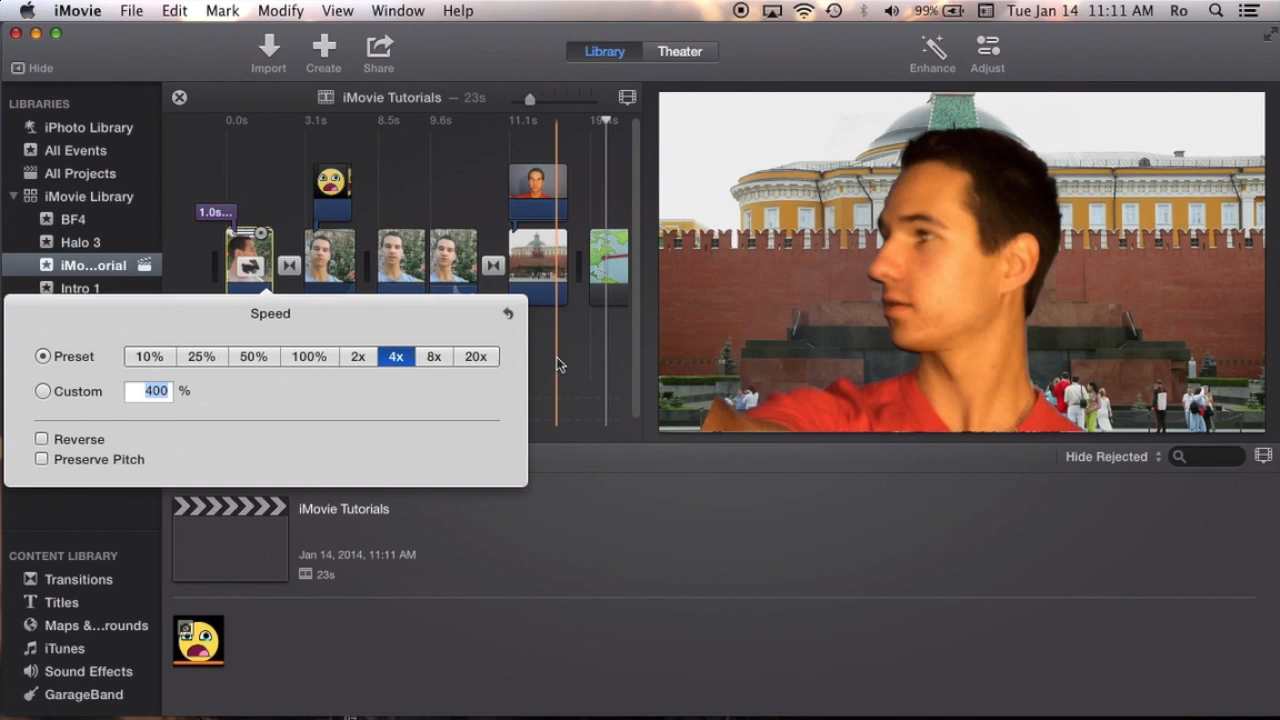 iMovie File Edit Mark Modify View Window Help 99% Tue Jan 14 11:11 AM Ro
Hide Import Create Share Library Theater Enhance Adjust
LIBRARIES
iPhoto Library
All Events
All Projects
iMovie Library
BF4
Halo 3
iMo...orial
Intro 1
iMovie Tutorials — 23s
0.0s 3.1s 8.5s 9.6s 11.1s
1.0s...
Speed
Preset 10% 25% 50% 100% 2x 4x 8x 20x
Custom 400 %
Reverse
Preserve Pitch
Hide Rejected
iMovie Tutorials
Jan 14, 2014, 11:11 AM
23s
CONTENT LIBRARY
Transitions
T Titles
Maps &...rounds
iTunes
Sound Effects
GarageBand